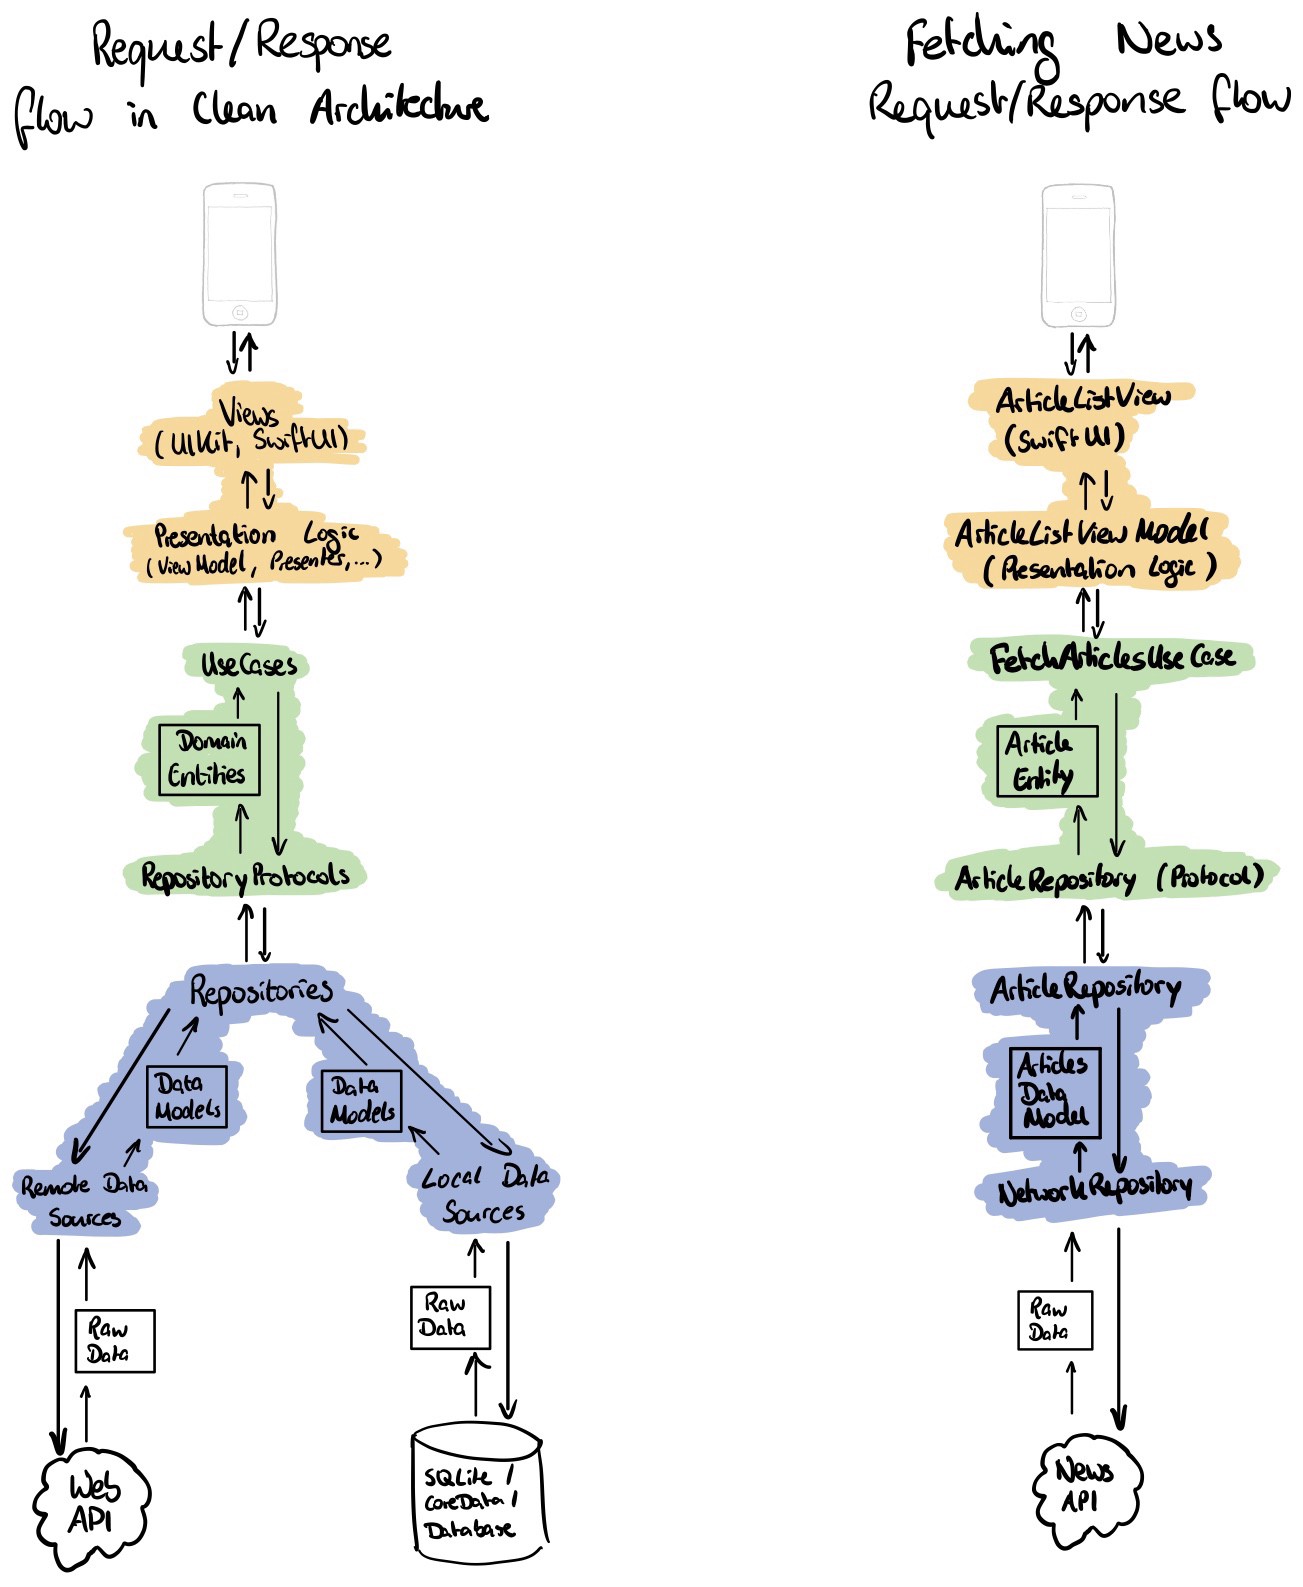 Request/Response
flow in Clean Architecture
Views
(UIKit, SwiftUI)
Presentation Logic
(ViewModel, Presenter,...)
UseCases
Domain
Entities
Repository Protocols
Repositories
Data
Models
Data
Models
Remote Data
Sources
Local Data
Sources
Raw
Data
Raw
Data
Web
API
SQLite /
CoreData /
Database
Fetching News
Request/Response flow
ArticleListView
(SwiftUI)
ArticleListViewModel
(Presentation Logic)
FetchArticlesUseCase
Article
Entity
ArticleRepository (Protocol)
ArticleRepository
Articles
Data
Model
NetworkRepository
Raw
Data
News
API